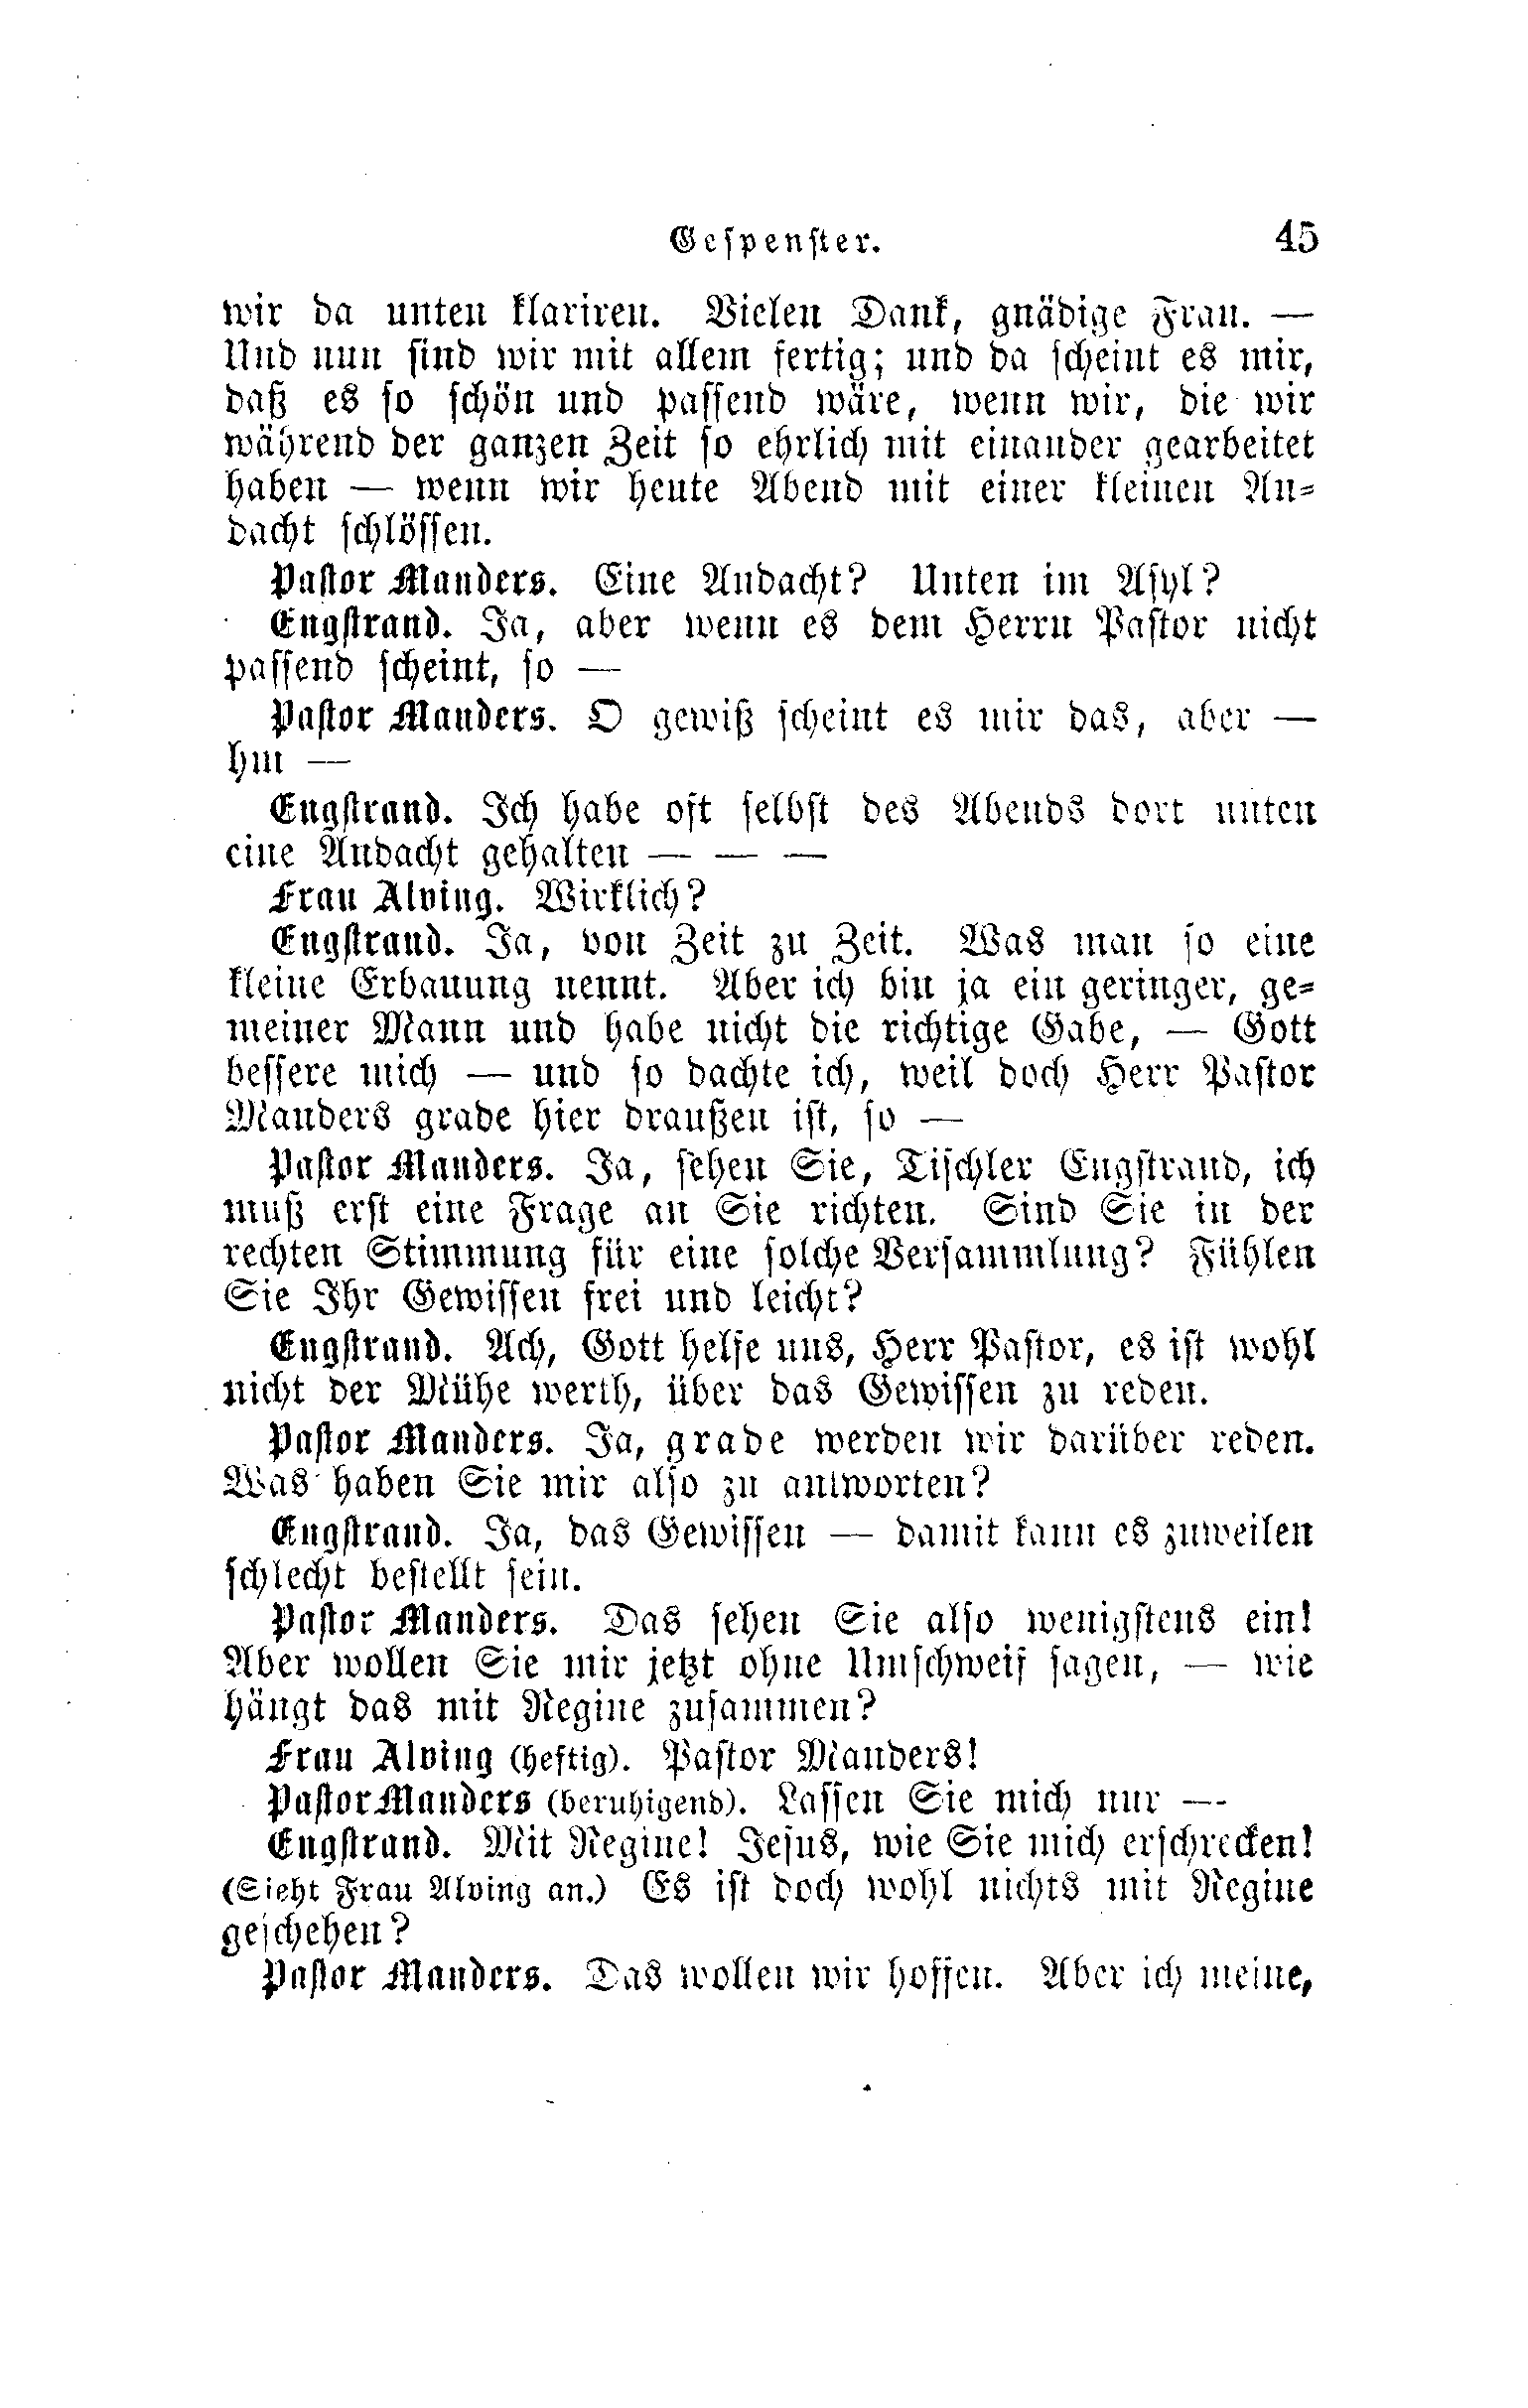 Gespenster. 45
wir da unten klariren. Vielen Dank, gnädige Frau. —
Und nun sind wir mit allem fertig; und da scheint es mir,
daß es so schön und passend wäre, wenn wir, die wir
während der ganzen Zeit so ehrlich mit einander gearbeitet
haben — wenn wir heute Abend mit einer kleinen An-
dacht schlössen.
Pastor Manders. Eine Andacht? Unten im Asyl?
Engstrand. Ja, aber wenn es dem Herrn Pastor nicht
passend scheint, so —
Pastor Manders. O gewiß scheint es mir das, aber —
hm —
Engstrand. Ich habe oft selbst des Abends dort unten
eine Andacht gehalten — — —
Frau Alving. Wirklich?
Engstrand. Ja, von Zeit zu Zeit. Was man so eine
kleine Erbauung nennt. Aber ich bin ja ein geringer, ge-
meiner Mann und habe nicht die richtige Gabe, — Gott
bessere mich — und so dachte ich, weil doch Herr Pastor
Manders grade hier draußen ist, so —
Pastor Manders. Ja, sehen Sie, Tischler Engstrand, ich
muß erst eine Frage an Sie richten. Sind Sie in der
rechten Stimmung für eine solche Versammlung? Fühlen
Sie Ihr Gewissen frei und leicht?
Engstrand. Ach, Gott helfe uns, Herr Pastor, es ist wohl
nicht der Mühe werth, über das Gewissen zu reden.
Pastor Manders. Ja, grade werden wir darüber reden.
Was haben Sie mir also zu antworten?
Engstrand. Ja, das Gewissen — damit kann es zuweilen
schlecht bestellt sein.
Pastor Manders. Das sehen Sie also wenigstens ein!
Aber wollen Sie mir jetzt ohne Umschweif sagen, — wie
hängt das mit Regine zusammen?
Frau Alving (heftig). Pastor Manders!
Pastor Manders (beruhigend). Lassen Sie mich nur —
Engstrand. Mit Regine! Jesus, wie Sie mich erschrecken!
(Sieht Frau Alving an.) Es ist doch wohl nichts mit Regine
geschehen?
Pastor Manders. Das wollen wir hoffen. Aber ich meine,